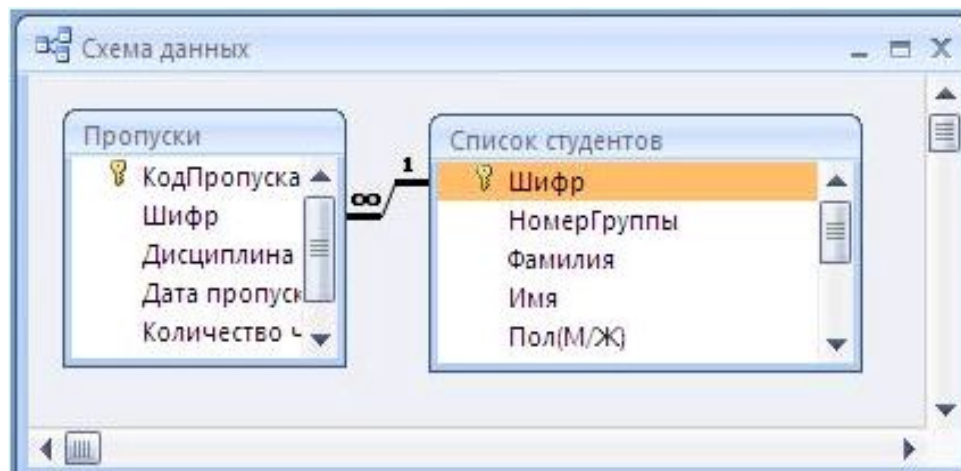 Схема данных
Пропуски
КодПропуска
Шифр
Дисциплина
Дата пропуск
Количество ч
∞
1
Список студентов
Шифр
НомерГруппы
Фамилия
Имя
Пол(М/Ж)